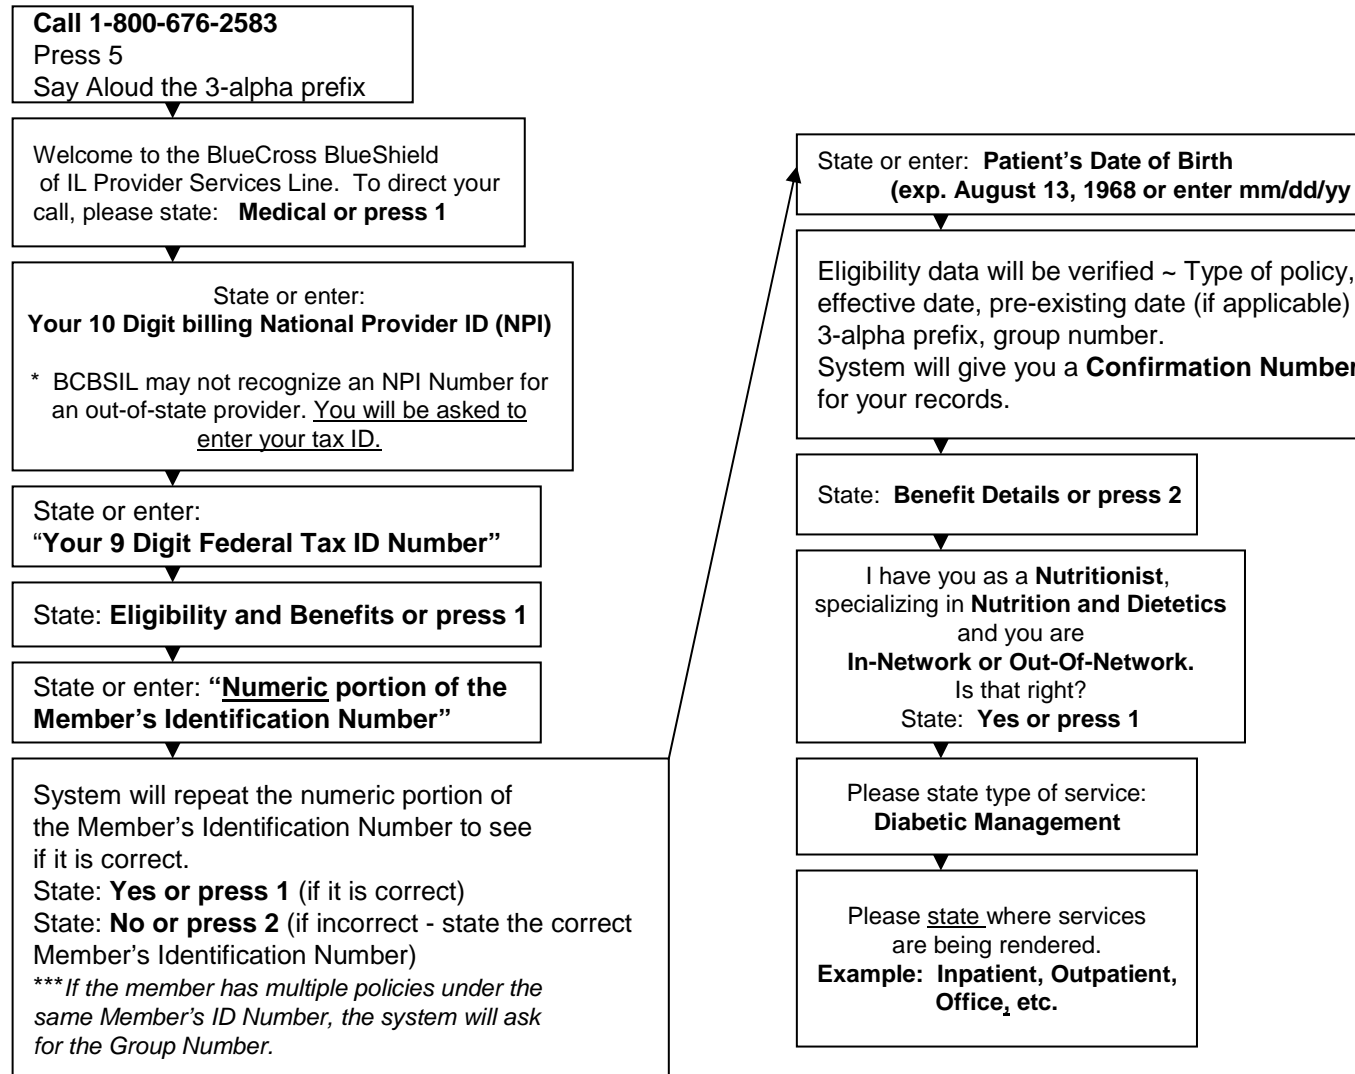 Call 1-800-676-2583
Press 5
Say Aloud the 3-alpha prefix
Welcome to the BlueCross BlueShield
of IL Provider Services Line.  To direct your
call, please state:   Medical or press 1
State or enter:
Your 10 Digit billing National Provider ID (NPI)
*  BCBSIL may not recognize an NPI Number for
an out-of-state provider. You will be asked to
enter your tax ID.
State or enter:
“Your 9 Digit Federal Tax ID Number”
State: Eligibility and Benefits or press 1
State or enter: “Numeric portion of the
Member’s Identification Number”
System will repeat the numeric portion of
the Member’s Identification Number to see
if it is correct.
State: Yes or press 1 (if it is correct)
State: No or press 2 (if incorrect - state the correct
Member’s Identification Number)
***If the member has multiple policies under the
same Member’s ID Number, the system will ask
for the Group Number.
State or enter:  Patient’s Date of Birth
(exp. August 13, 1968 or enter mm/dd/yy
Eligibility data will be verified ~ Type of policy,
effective date, pre-existing date (if applicable)
3-alpha prefix, group number.
System will give you a Confirmation Number
for your records.
State:  Benefit Details or press 2
I have you as a Nutritionist,
specializing in Nutrition and Dietetics
and you are
In-Network or Out-Of-Network.
Is that right?
State:  Yes or press 1
Please state type of service:
Diabetic Management
Please state where services
are being rendered.
Example:  Inpatient, Outpatient,
Office, etc.